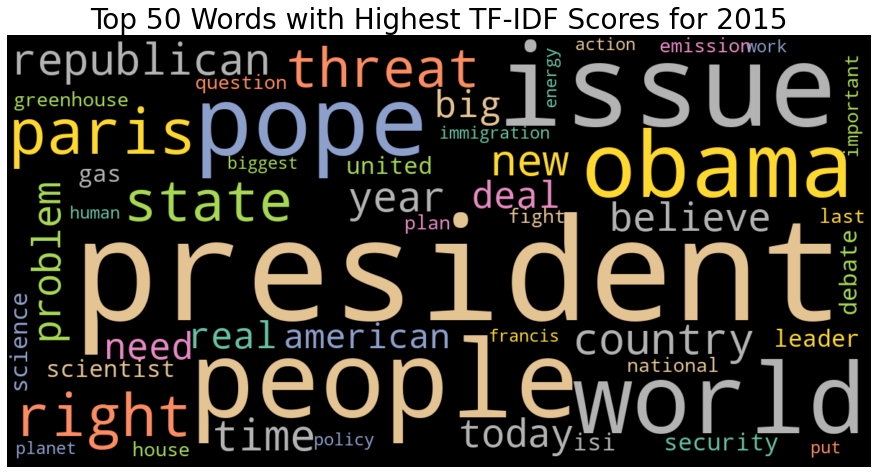 Top 50 Words with Highest TF-IDF Scores for 2015
republican
threat
issue
action
emission
work
question
energy
greenhouse
paris
pope
big
immigration
important
biggest
united
new
obama
gas
state
year
deal
problem
human
plan
fight
believe
last
president
debate
science
need
real
american
francis
country
leader
scientist
people
national
world
right
time
today
isi
security
planet
house
policy
put